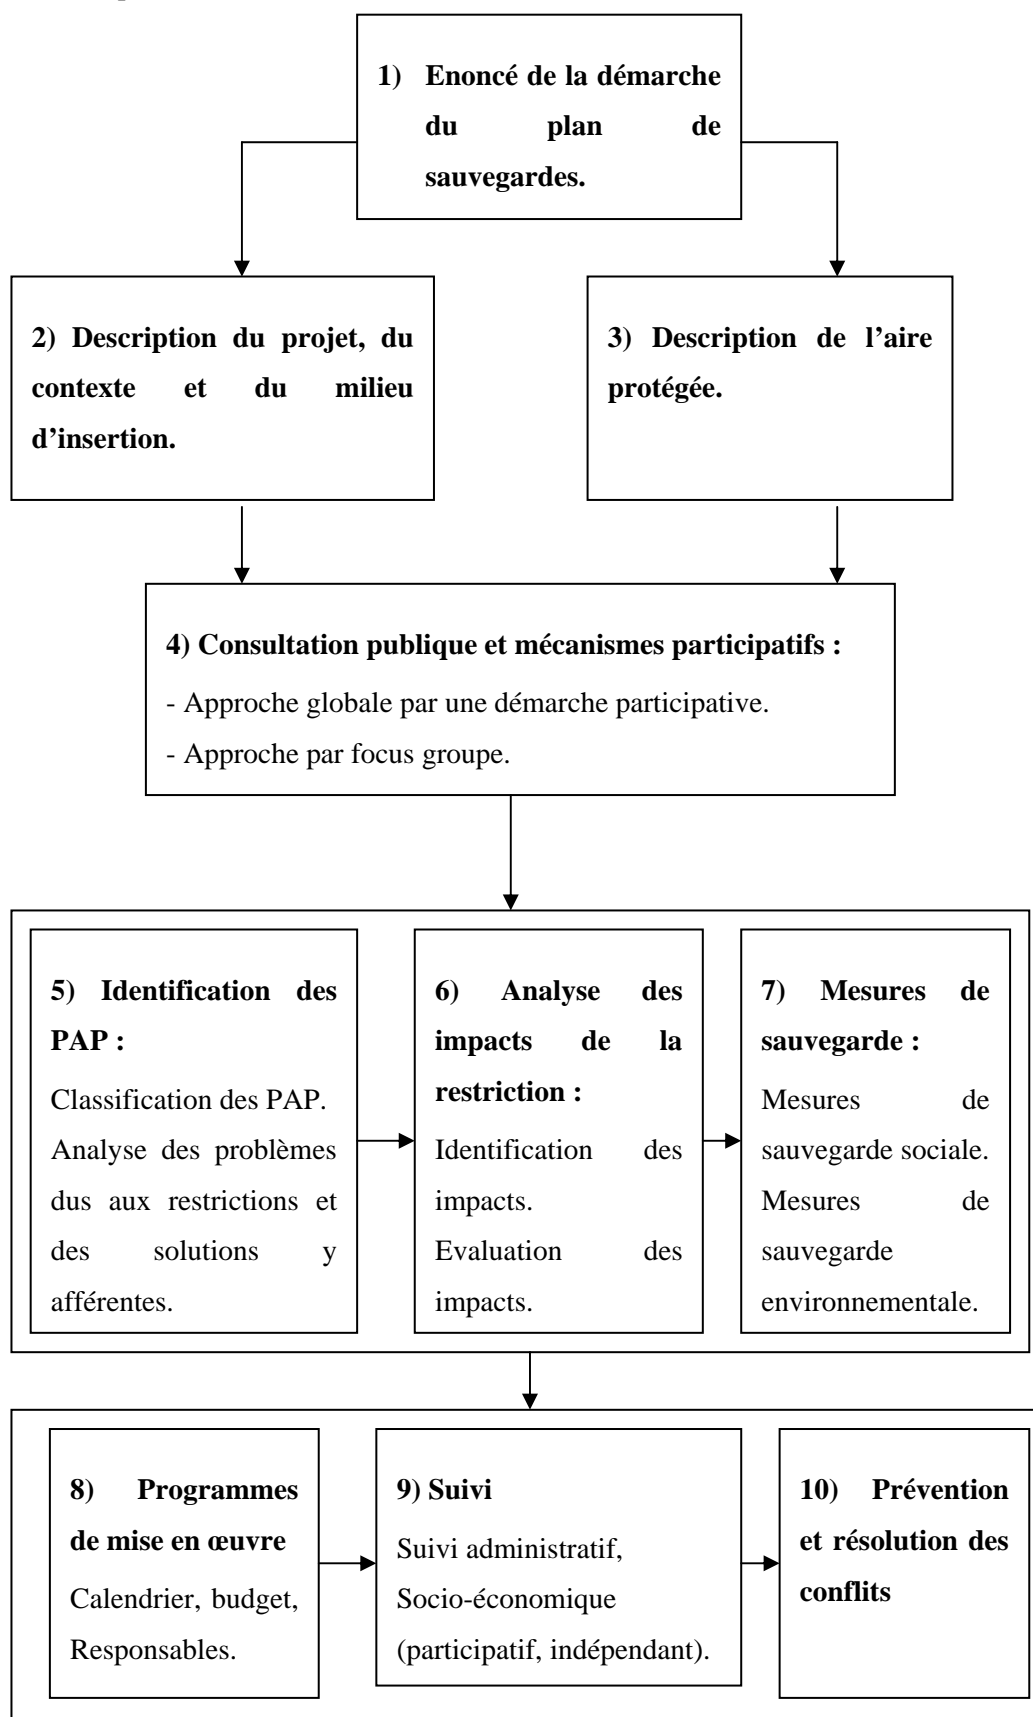 1) Enoncé de la démarche
du plan de
sauvegardes.
2) Description du projet, du
contexte et du milieu
d’insertion.
3) Description de l’aire
protégée.
4) Consultation publique et mécanismes participatifs :
- Approche globale par une démarche participative.
- Approche par focus groupe.
5) Identification des
PAP :
Classification des PAP.
Analyse des problèmes
dus aux restrictions et
des solutions y
afférentes.
6) Analyse des
impacts de la
restriction :
Identification des
impacts.
Evaluation des
impacts.
7) Mesures de
sauvegarde :
Mesures de
sauvegarde sociale.
Mesures de
sauvegarde
environnementale.
8) Programmes
de mise en œuvre
Calendrier, budget,
Responsables.
9) Suivi
Suivi administratif,
Socio-économique
(participatif, indépendant).
10) Prévention
et résolution des
conflits